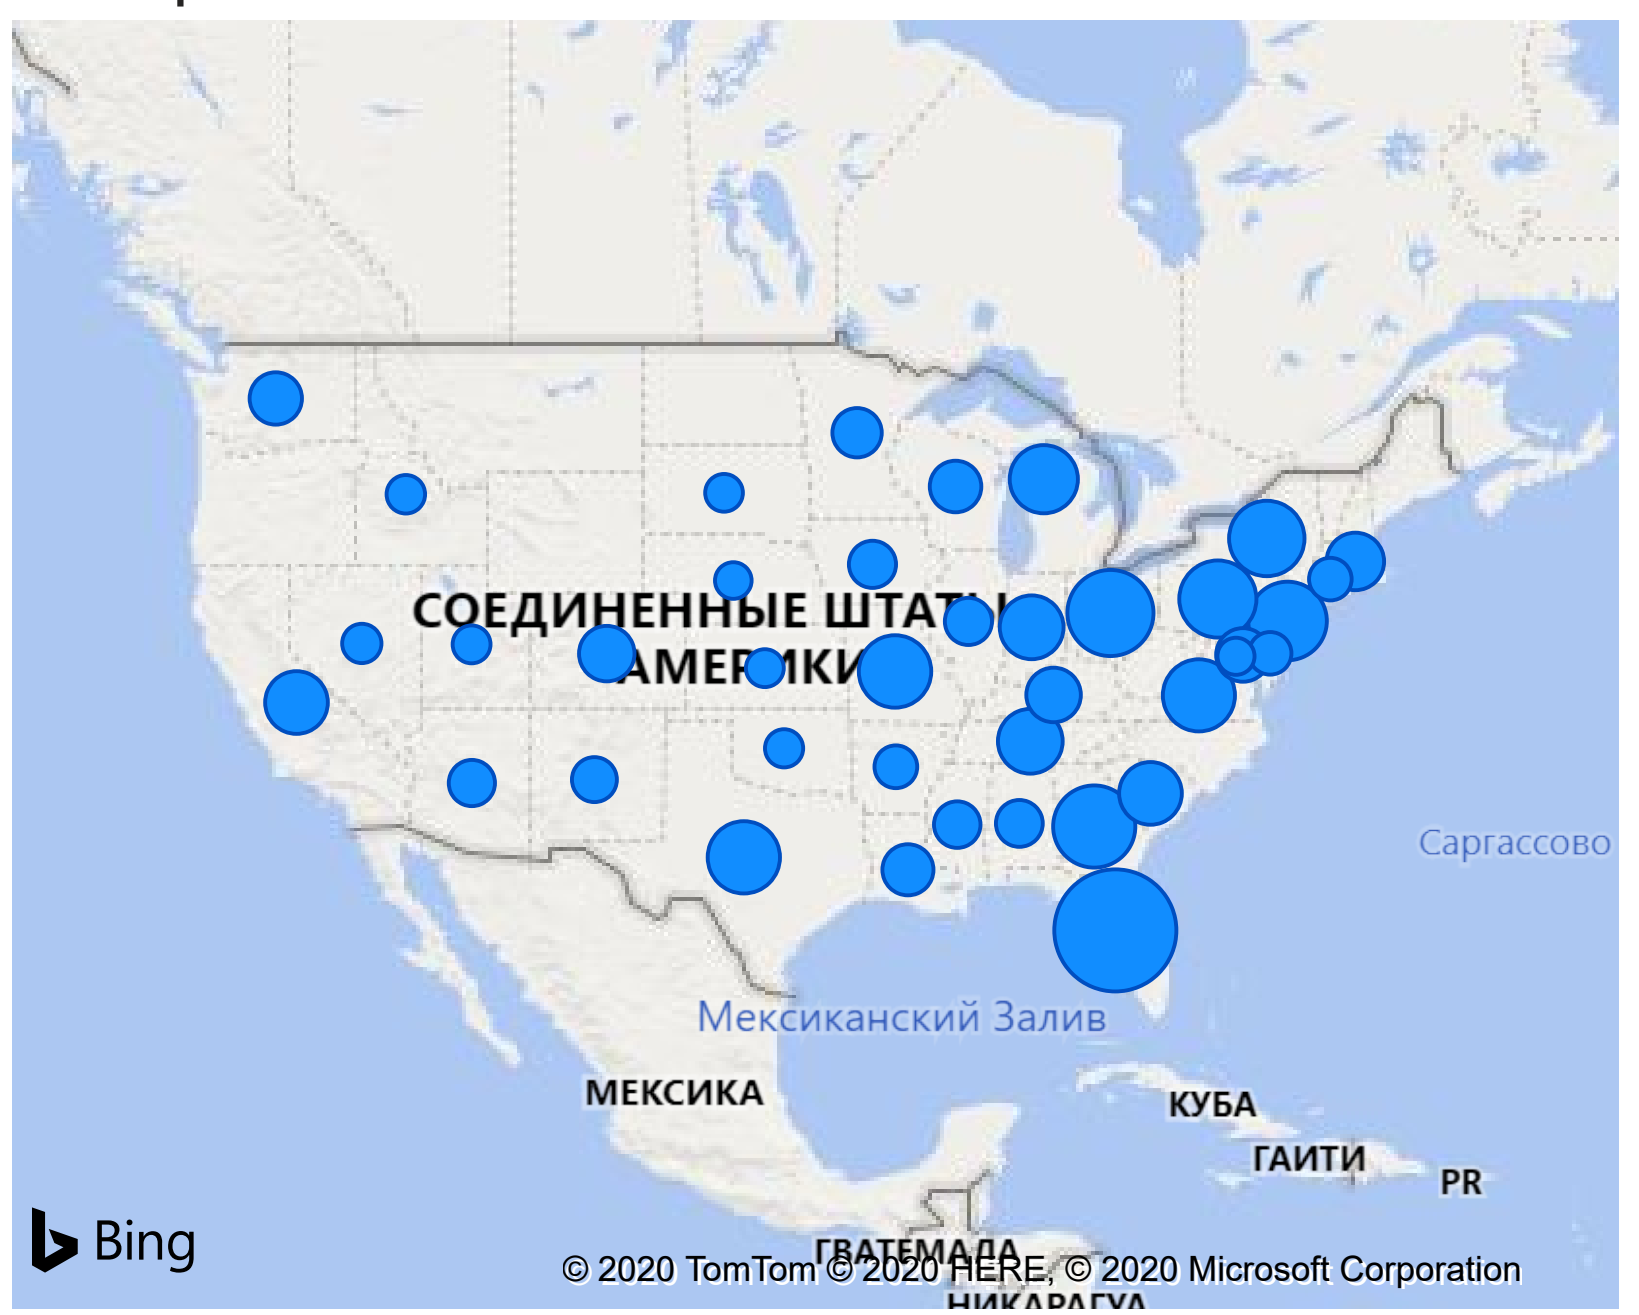 СОЕДИНЕННЫЕ ШТАТЫ
АМЕРИКИ
Саргассово
Мексиканский Залив
МЕКСИКА
КУБА
ГАИТИ
PR
Bing
ГВАТЕМАЛА
© 2020 TomTom © 2020 HERE, © 2020 Microsoft Corporation
НИКАРАГУА